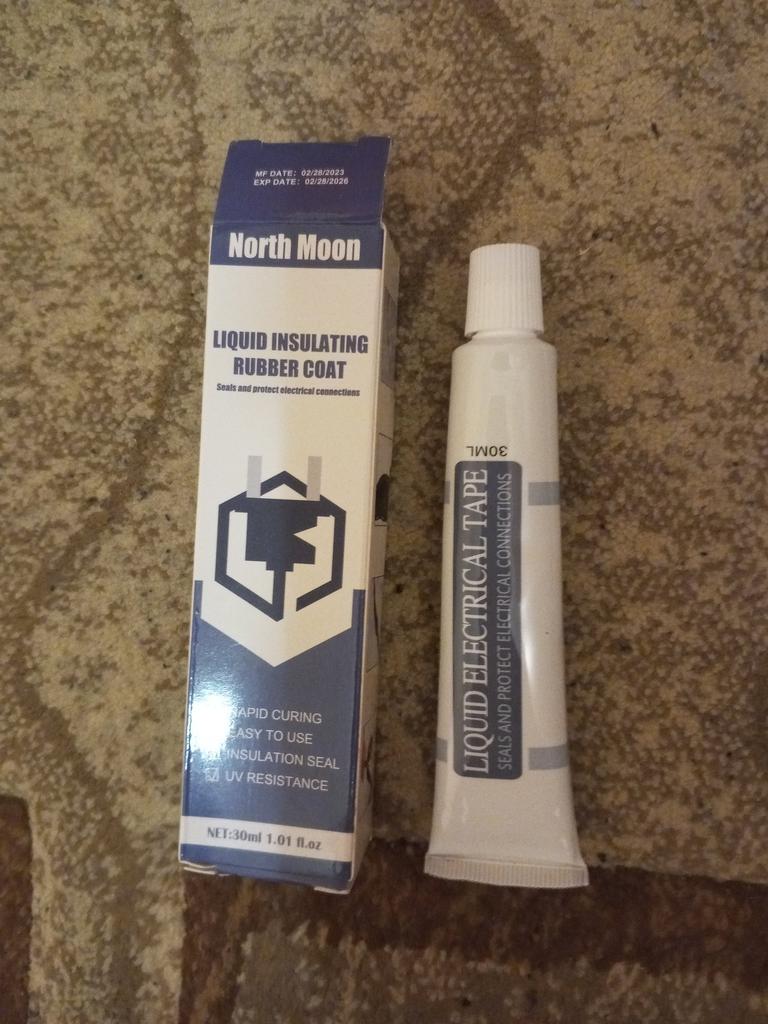 MF DATE: 02/28/2023
EXP DATE: 02/28/2026
North Moon
LIQUID INSULATING
RUBBER COAT
Seals and protect electrical connections
RAPID CURING
EASY TO USE
INSULATION SEAL
UV RESISTANCE
NET:30ml 1.01 fl.oz
30ML
LIQUID ELECTRICAL TAPE
SEALS AND PROTECT ELECTRICAL CONNECTIONS